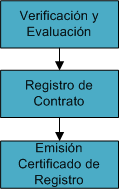 Verificación y
Evaluación
Registro de
Contrato
Emisión
Certificado de
Registro